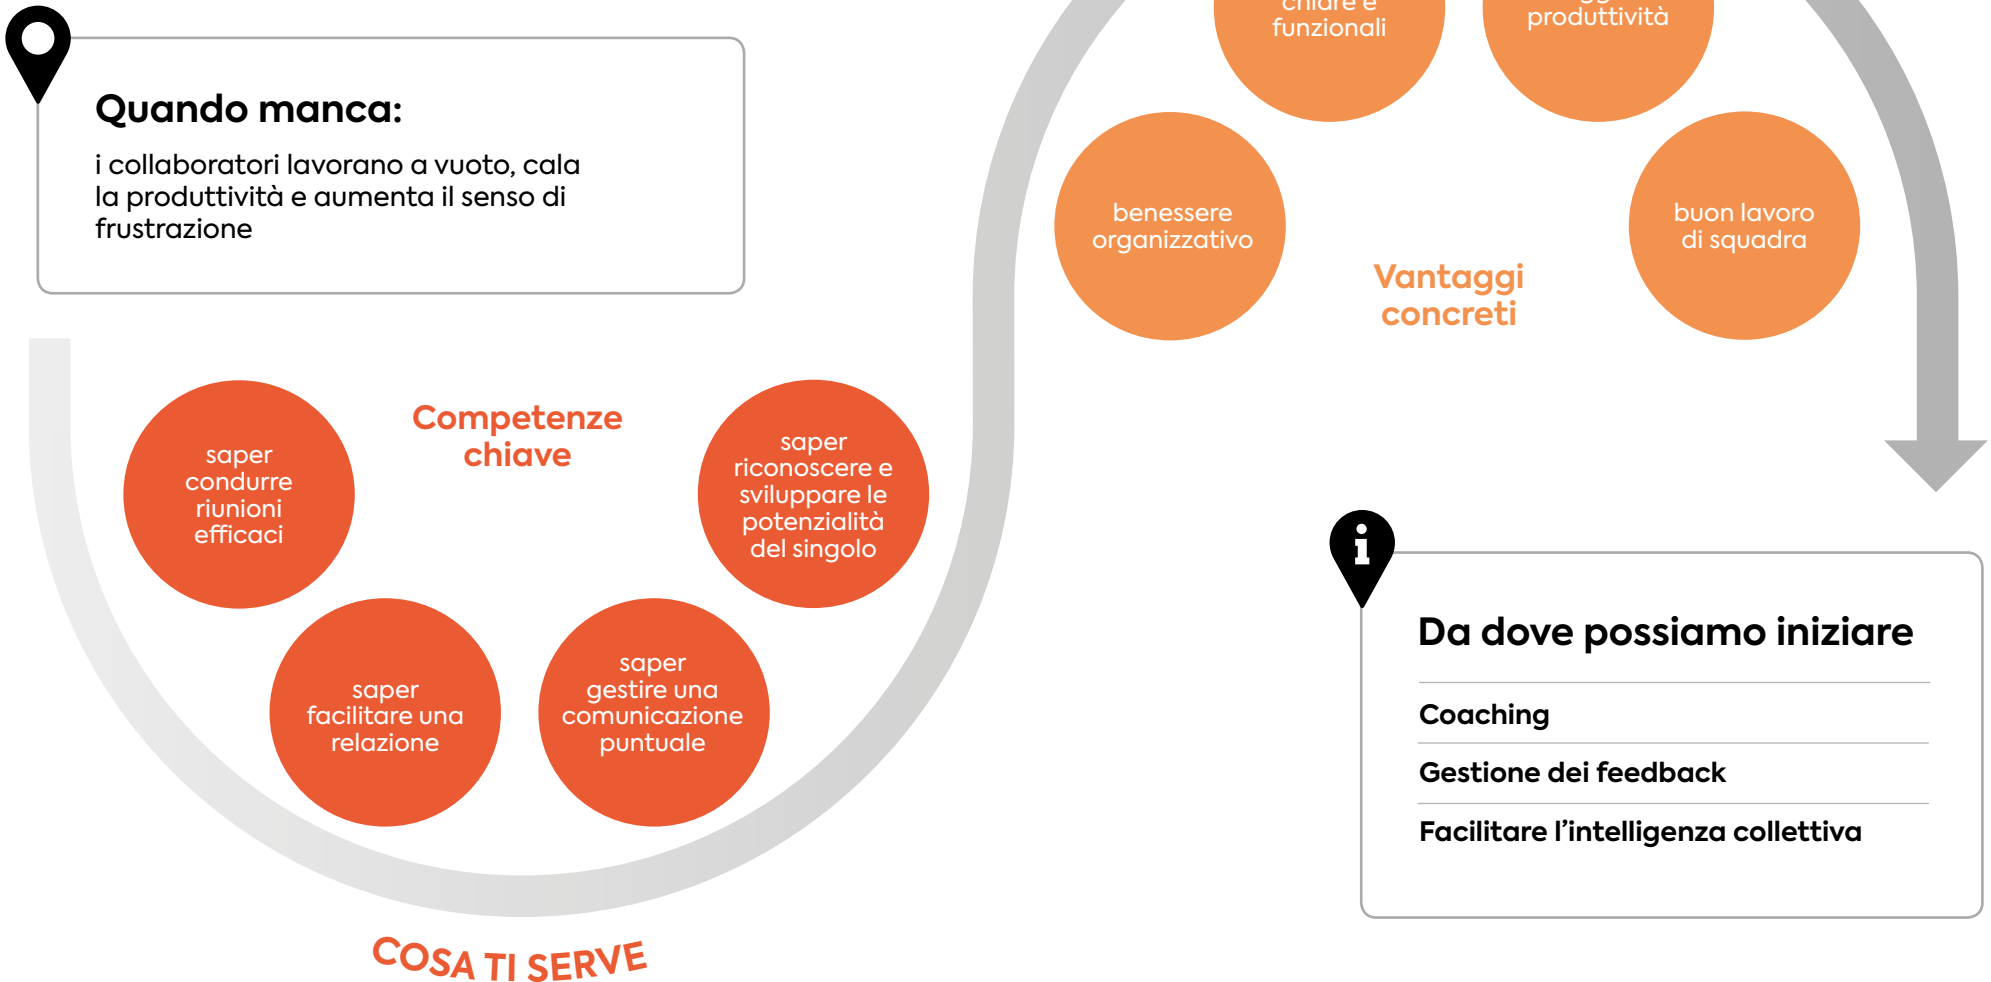 Quando manca:
i collaboratori lavorano a vuoto, cala
la produttività e aumenta il senso di
frustrazione
Competenze
chiave
saper
condurre
riunioni
efficaci
saper
facilitare una
relazione
saper
gestire una
comunicazione
puntuale
saper
riconoscere e
sviluppare le
potenzialità
del singolo
COSA TI SERVE
benessere
organizzativo
chiare e
funzionali
produttività
buon lavoro
di squadra
Vantaggi
concreti
Da dove possiamo iniziare
Coaching
Gestione dei feedback
Facilitare l’intelligenza collettiva